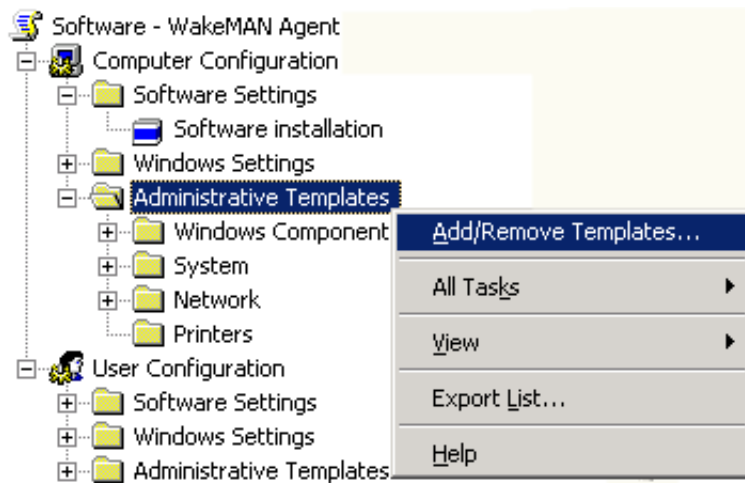 Software - WakeMAN Agent
Computer Configuration
Software Settings
Software installation
Windows Settings
Administrative Templates
Windows Component
System
Network
Printers
User Configuration
Software Settings
Windows Settings
Administrative Templates
Add/Remove Templates...
All Tasks
View
Export List...
Help